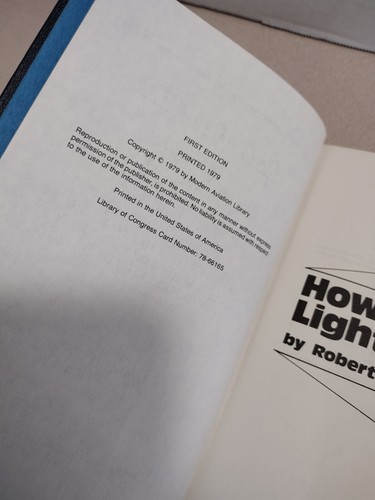 FIRST EDITION
PRINTED 1979
Copyright © 1979 by Modern Aviation Library
Reproduction or publication of the content in any manner without express
permission of the publisher, is prohibited. No liability is assumed with respect
to the use of the information herein.
Printed in the United States of America
Library of Congress Card Number: 78-66165
How
Light
by Robert